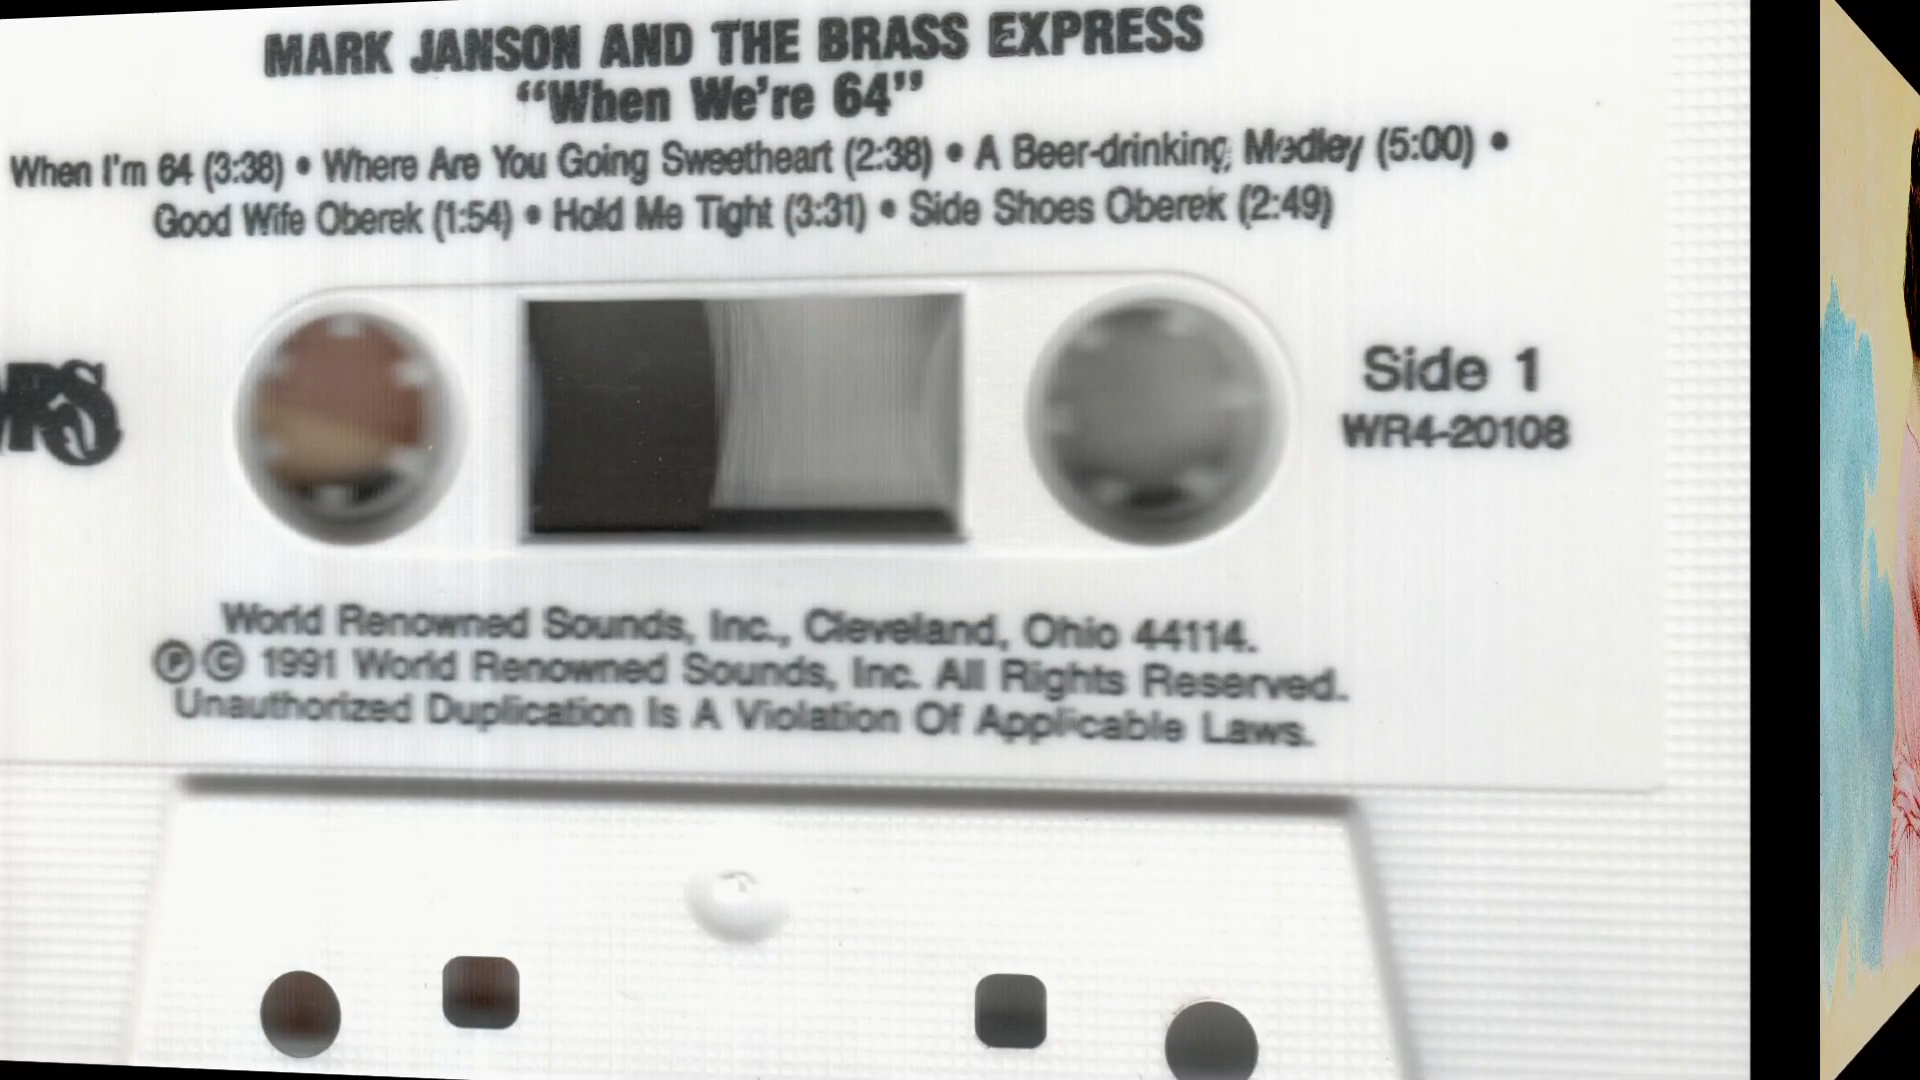 MARK JANSON AND THE BRASS EXPRESS
“When We're 64”
When I'm 64 (3:38) • Where Are You Going Sweetheart (2:38) • A Beer-drinking Medley (5:00) •
Good Wife Oberek (1:54) • Hold Me Tight (3:31) • Side Shoes Oberek (2:49)
Side 1
WR4-20108
World Renowned Sounds, Inc., Cleveland, Ohio 44114.
Ⓟ © 1991 World Renowned Sounds, Inc. All Rights Reserved.
Unauthorized Duplication Is A Violation Of Applicable Laws.